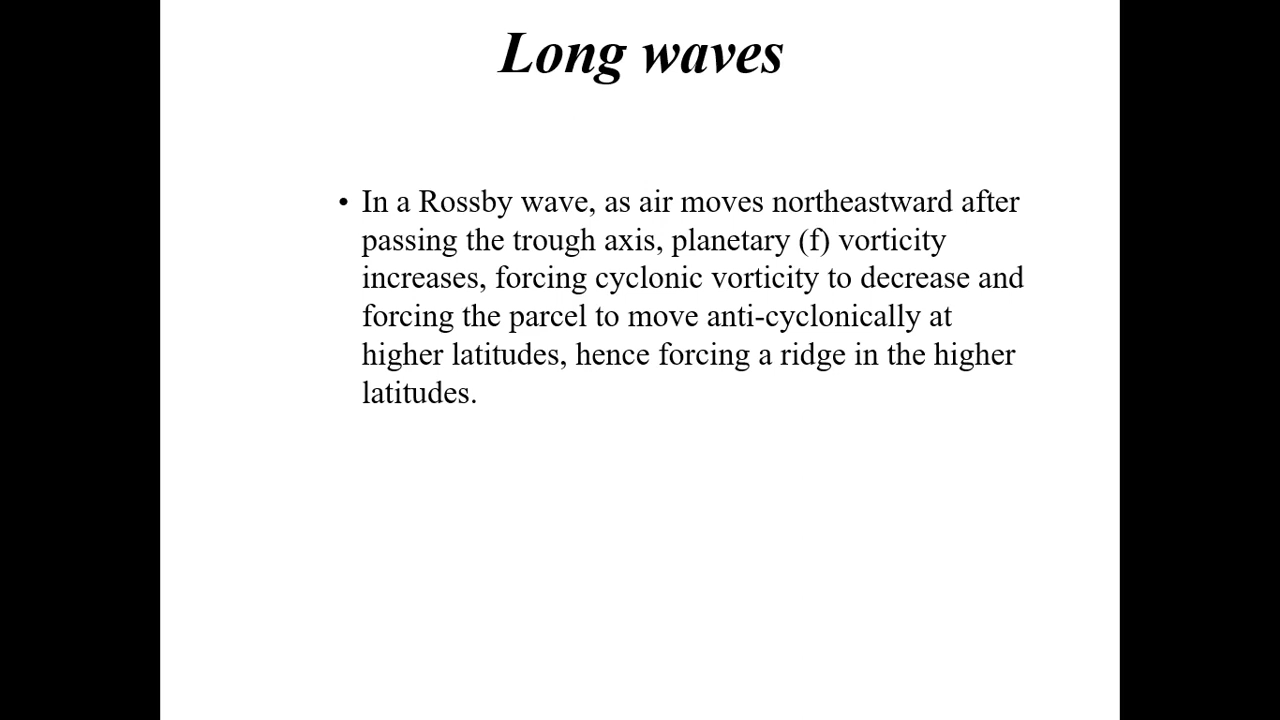 Long waves
• In a Rossby wave, as air moves northeastward after
passing the trough axis, planetary (f) vorticity
increases, forcing cyclonic vorticity to decrease and
forcing the parcel to move anti-cyclonically at
higher latitudes, hence forcing a ridge in the higher
latitudes.